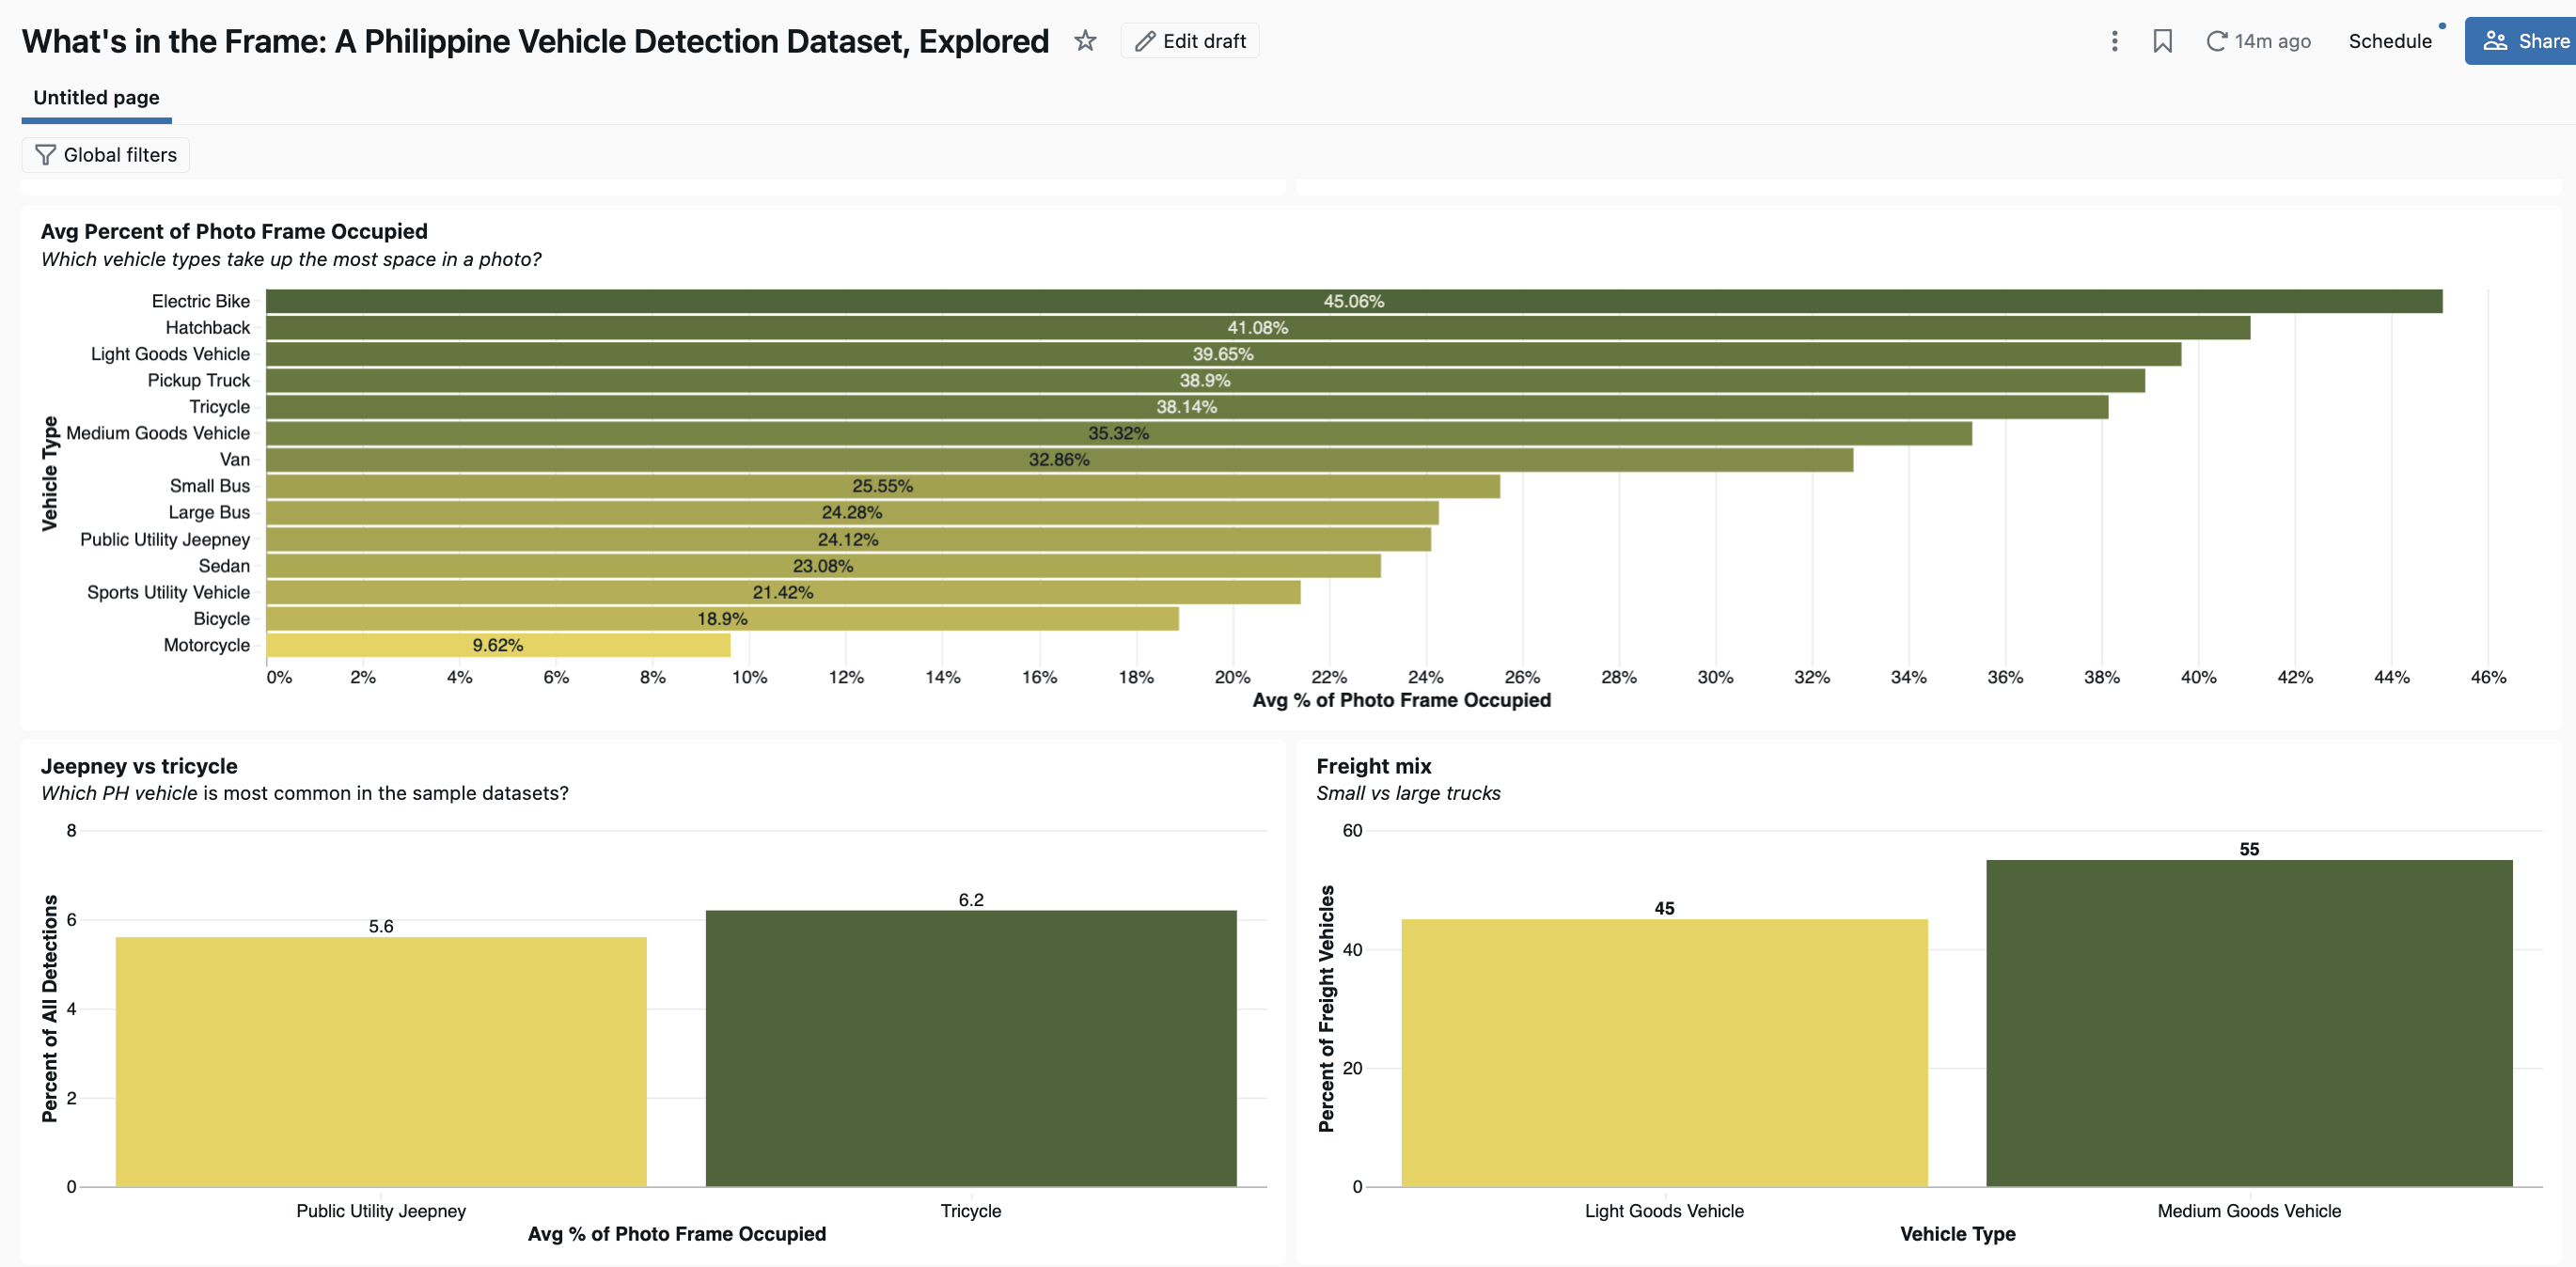 What's in the Frame: A Philippine Vehicle Detection Dataset, Explored
Edit draft
14m ago
Schedule
Share
Untitled page
Global filters
Avg Percent of Photo Frame Occupied
Which vehicle types take up the most space in a photo?
Vehicle Type
Electric Bike 45.06%
Hatchback 41.08%
Light Goods Vehicle 39.65%
Pickup Truck 38.9%
Tricycle 38.14%
Medium Goods Vehicle 35.32%
Van 32.86%
Small Bus 25.55%
Large Bus 24.28%
Public Utility Jeepney 24.12%
Sedan 23.08%
Sports Utility Vehicle 21.42%
Bicycle 18.9%
Motorcycle 9.62%
0% 2% 4% 6% 8% 10% 12% 14% 16% 18% 20% 22% 24% 26% 28% 30% 32% 34% 36% 38% 40% 42% 44% 46%
Avg % of Photo Frame Occupied
Jeepney vs tricycle
Which PH vehicle is most common in the sample datasets?
Percent of All Detections
8
6
4
2
0
5.6
6.2
Public Utility Jeepney
Tricycle
Avg % of Photo Frame Occupied
Freight mix
Small vs large trucks
Percent of Freight Vehicles
60
40
20
0
45
55
Light Goods Vehicle
Medium Goods Vehicle
Vehicle Type